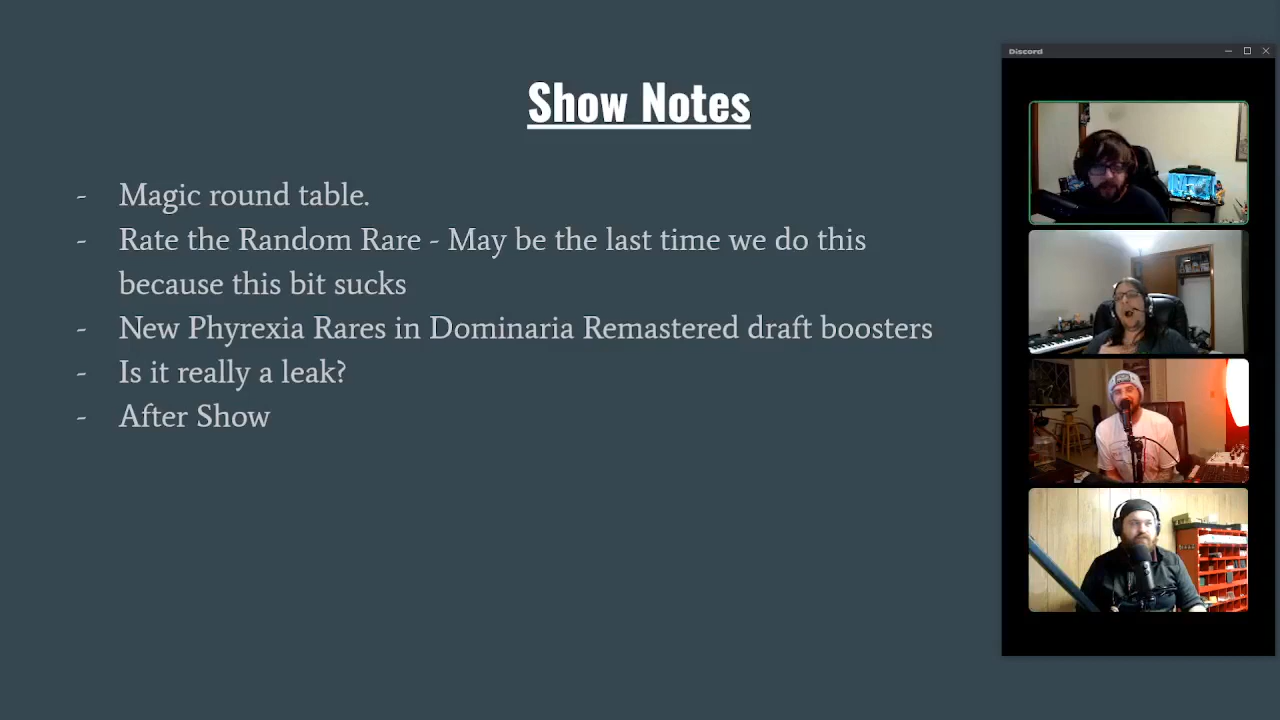 Show Notes
- Magic round table.
- Rate the Random Rare - May be the last time we do this
because this bit sucks
- New Phyrexia Rares in Dominaria Remastered draft boosters
- Is it really a leak?
- After Show
Discord